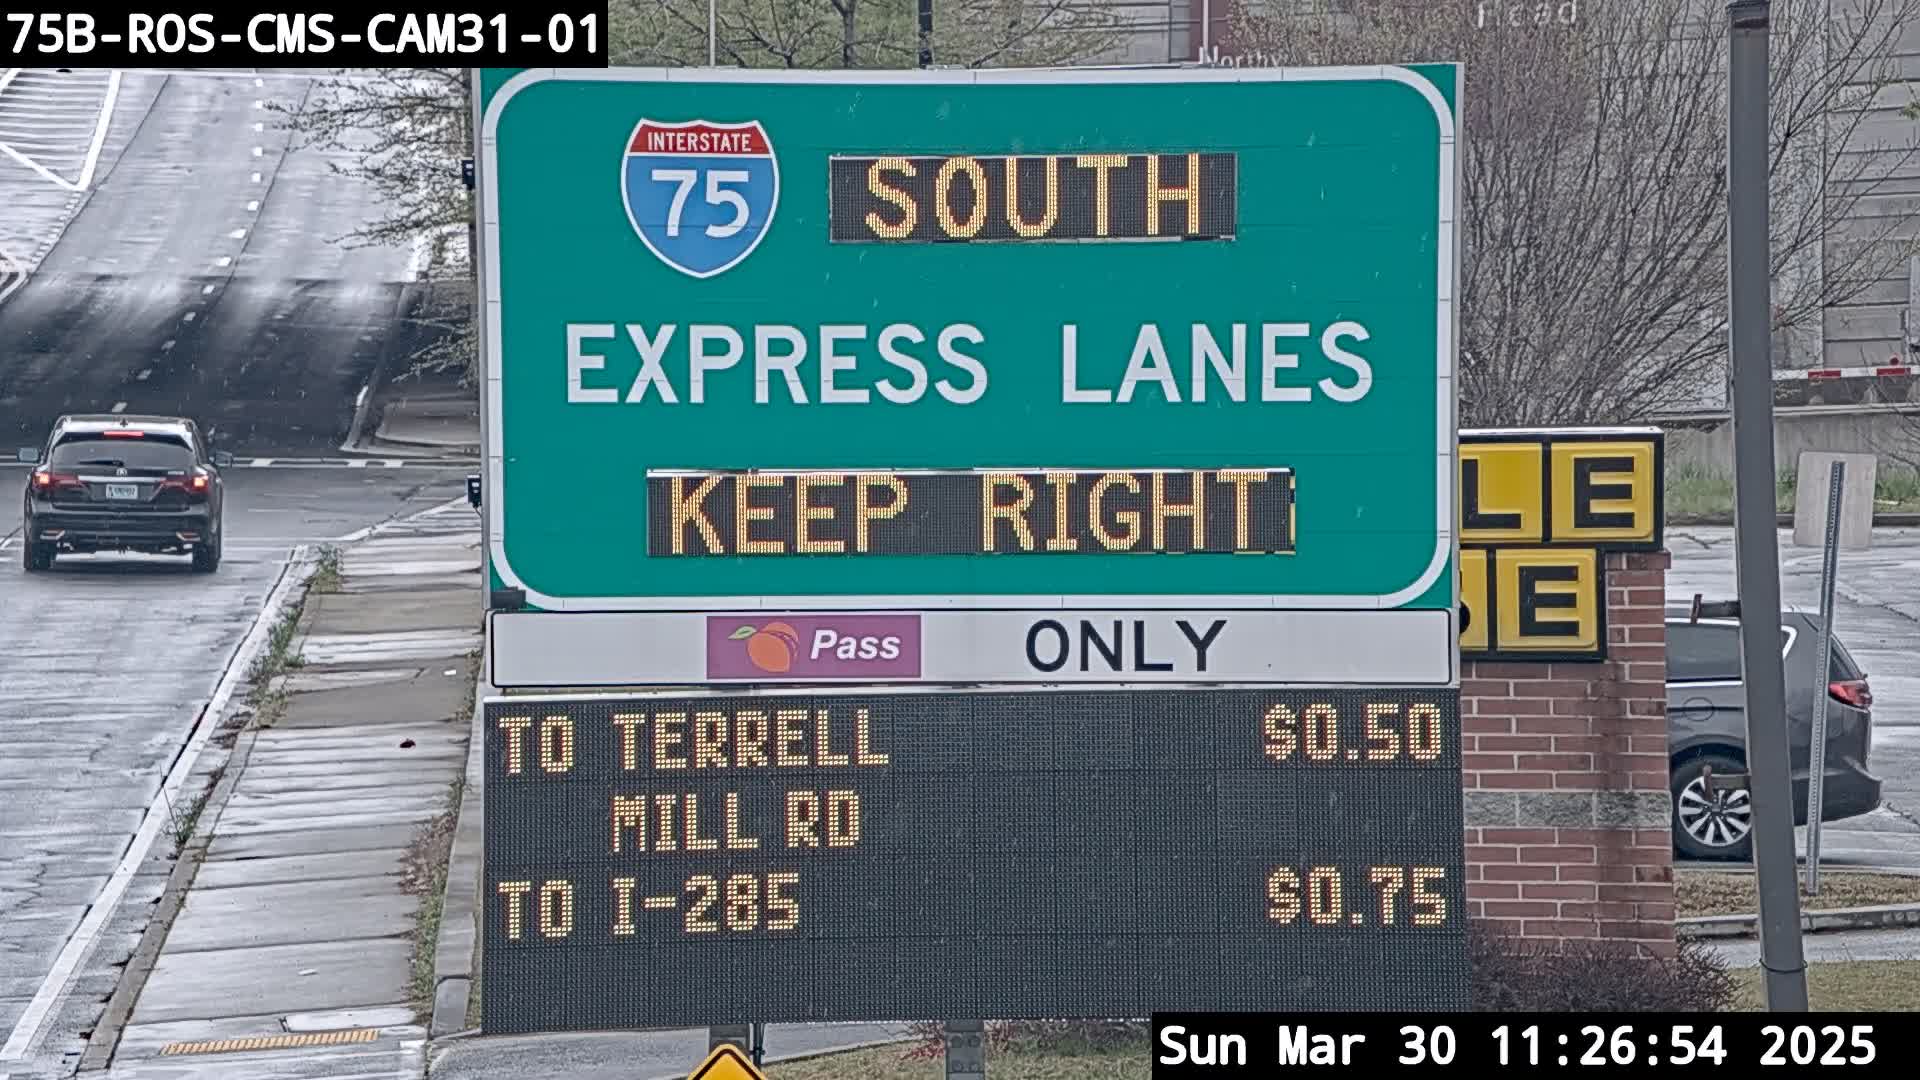 75B-ROS-CMS-CAM31-01
INTERSTATE
75
SOUTH
EXPRESS LANES
KEEP RIGHT
Pass ONLY
TO TERRELL $0.50
MILL RD
TO I-285 $0.75
LE
E
Sun Mar 30 11:26:54 2025